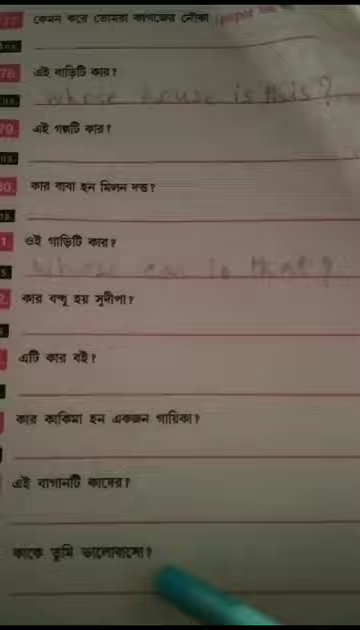 কেমন করে তোমরা কাগজের নৌকা (paper
এই বাড়িটি কার?
Whose house is this?
এই গল্পটি কার?
কার বাবা হন মিলন দত্ত?
ওই গাড়িটি কার?
Whose car is that?
কার বন্ধু হয় সুদীপা?
এটি কার বই?
কার কাকিমা হন একজন গায়িকা?
এই বাগানটি কাদের?
কাকে তুমি ভালোবাসো?